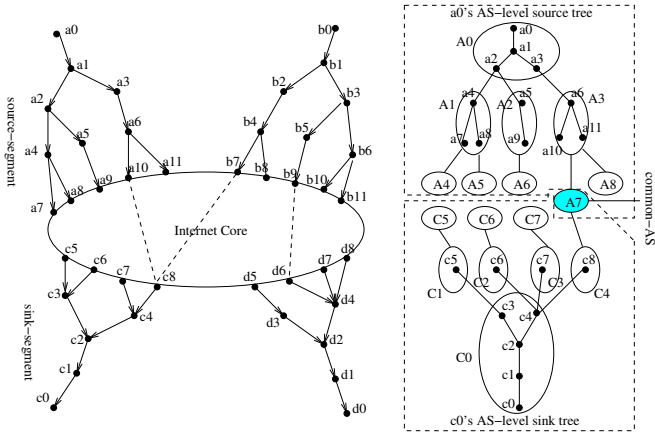 a0
b0
a1
b1
a3
b2
a2
b3
a5
a6
b4
b5
a4
b6
a10
a11
b7
b8
b9
b10
a7
a8
a9
b11
source-segment
Internet Core
c5
c6
c7
c8
d5
d6
d7
d8
c3
c4
d3
d4
c2
d2
c1
d1
c0
d0
sink-segment
a0's AS-level source tree
a0
A0
a1
a2
a3
a4
a5
a6
A1
A2
A3
a7
a8
a9
a10
a11
A4
A5
A6
A7
A8
common-AS
C5
C6
C7
c5
c6
c7
c8
C1
C2
C3
C4
c3
c4
c2
C0
c1
c0
c0's AS-level sink tree